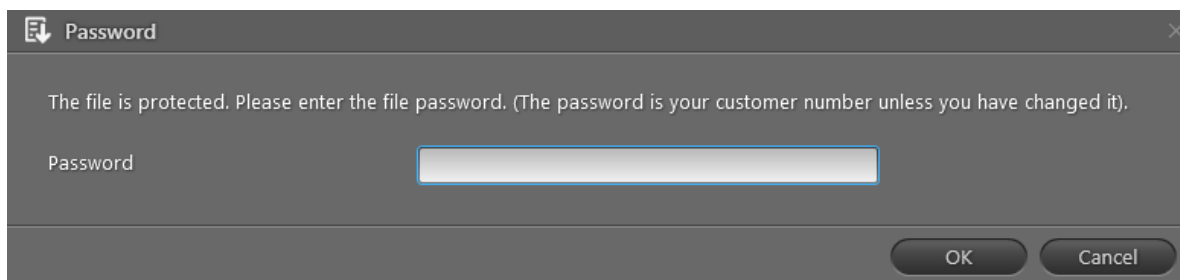 Password
The file is protected. Please enter the file password. (The password is your customer number unless you have changed it).
Password
OK
Cancel